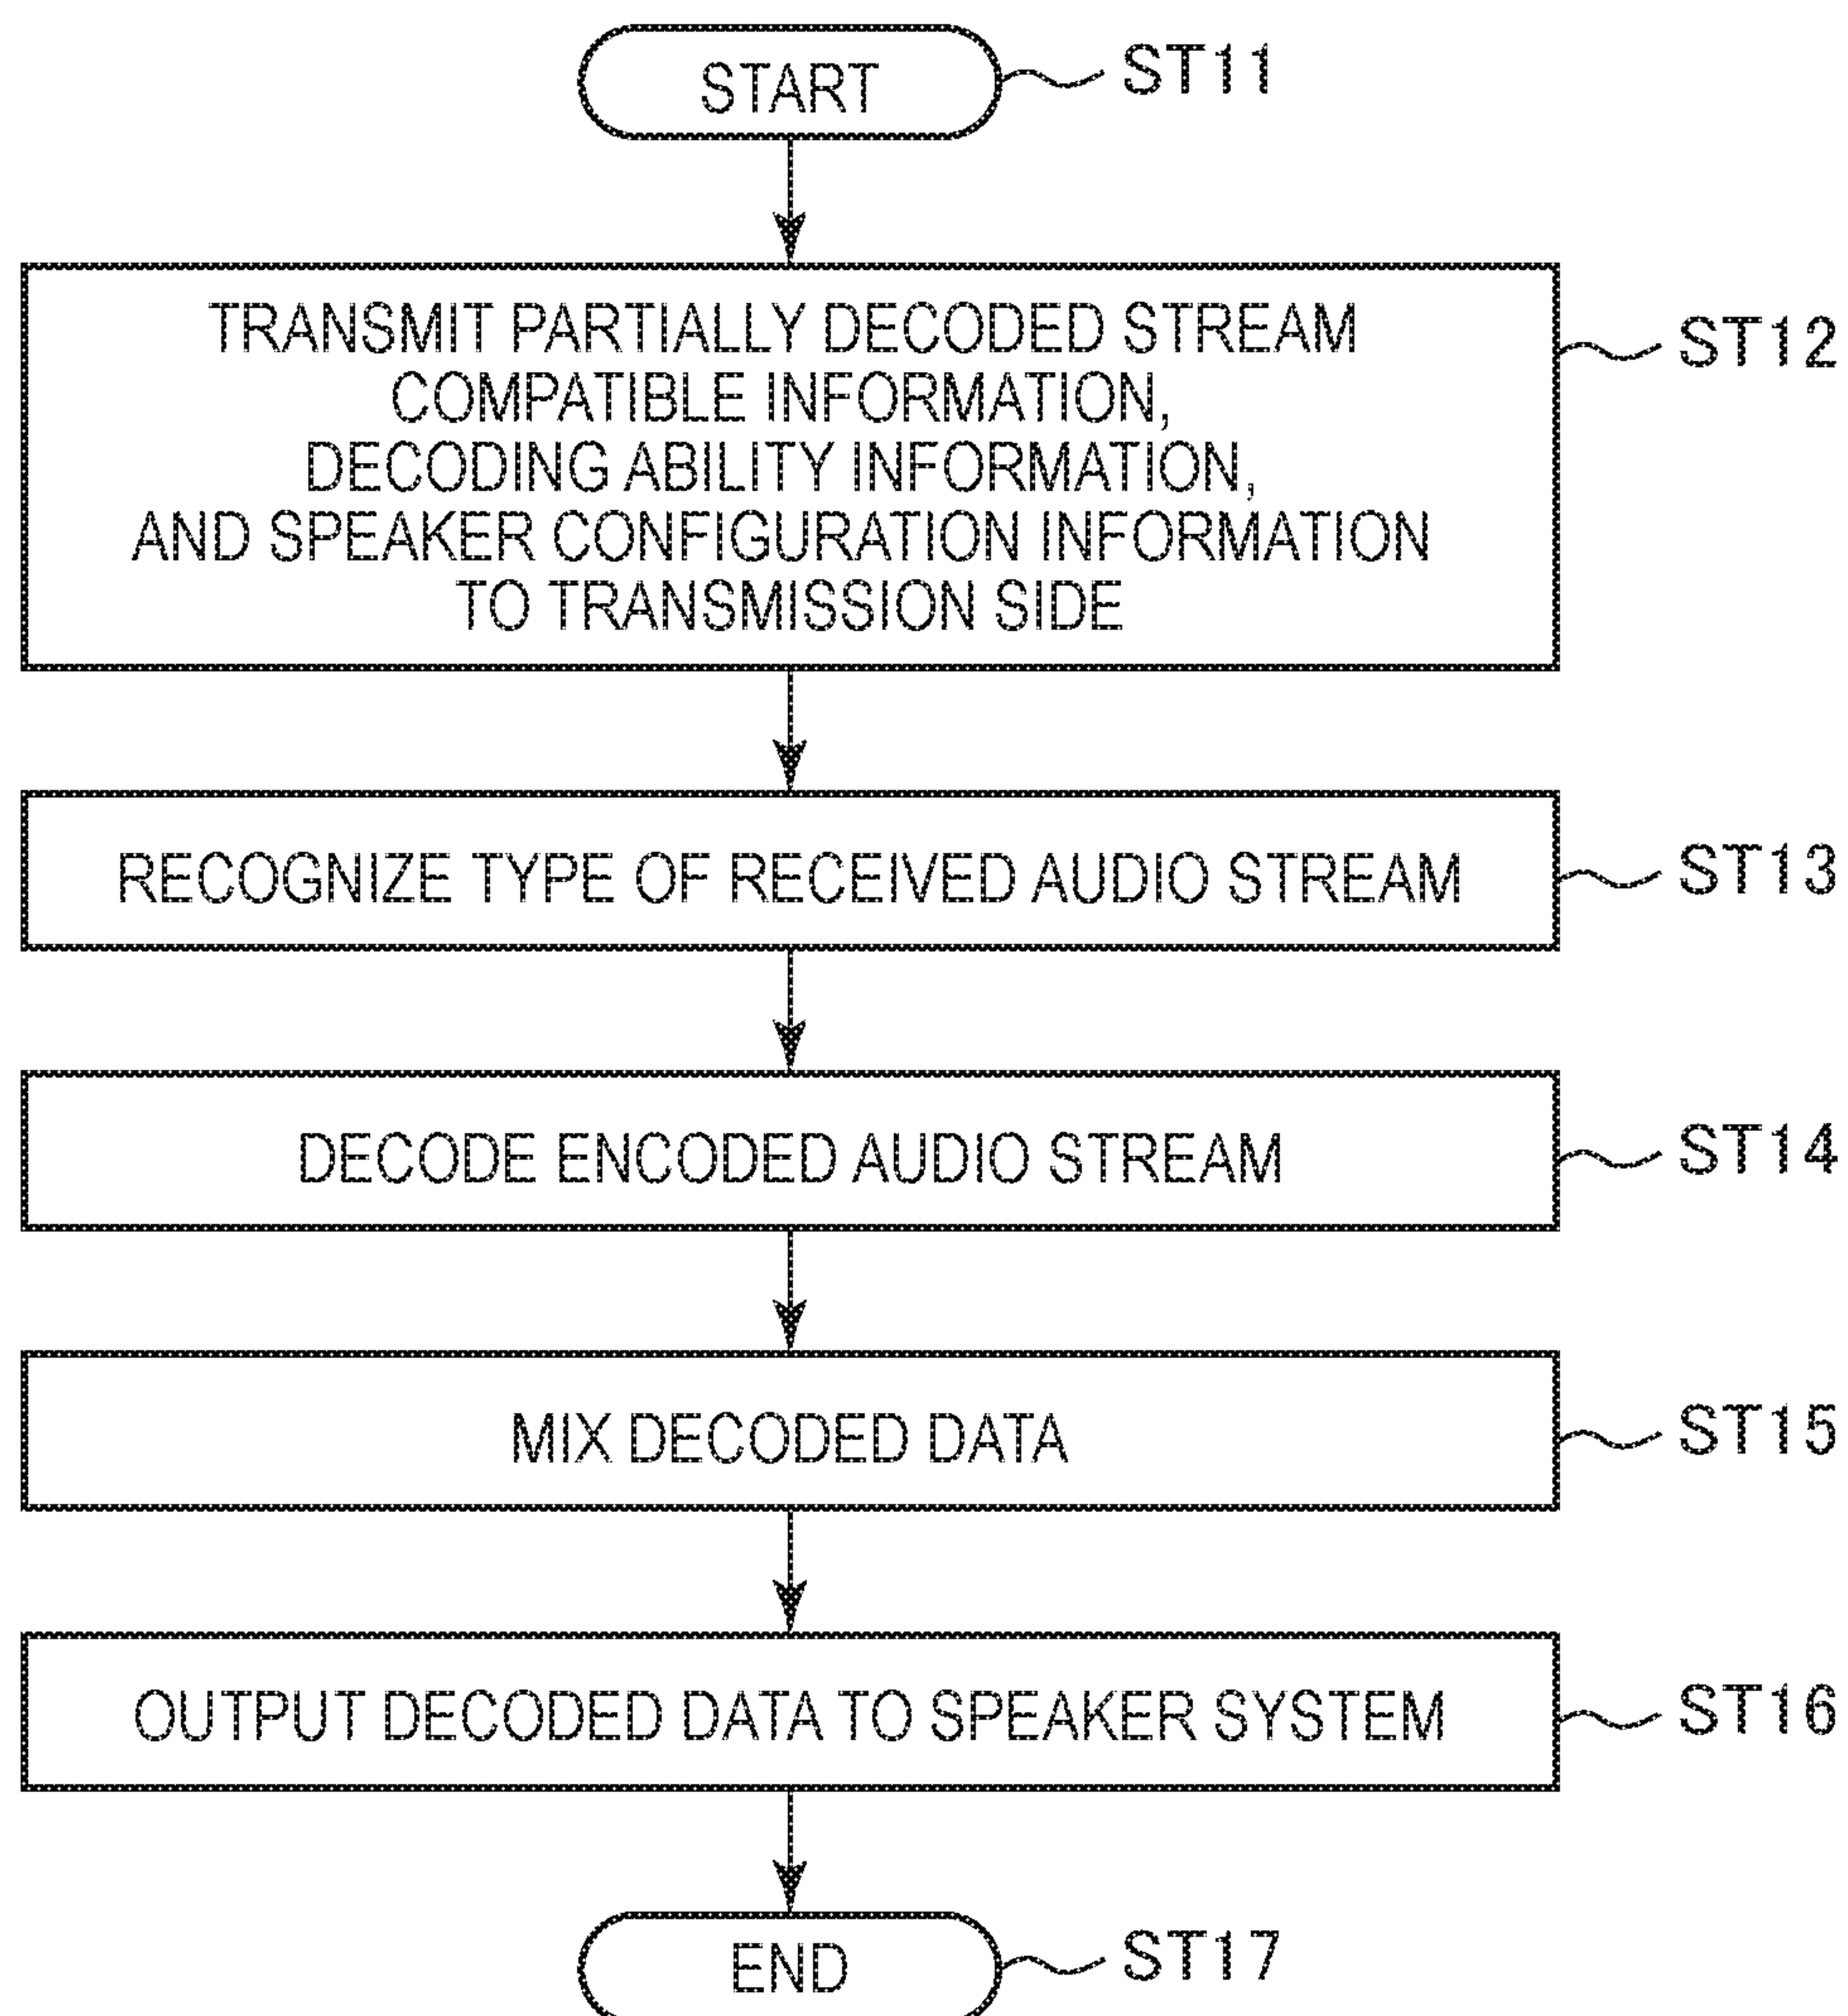 START
ST11
TRANSMIT PARTIALLY DECODED STREAM
COMPATIBLE INFORMATION,
DECODING ABILITY INFORMATION,
AND SPEAKER CONFIGURATION INFORMATION
TO TRANSMISSION SIDE
ST12
RECOGNIZE TYPE OF RECEIVED AUDIO STREAM
ST13
DECODE ENCODED AUDIO STREAM
ST14
MIX DECODED DATA
ST15
OUTPUT DECODED DATA TO SPEAKER SYSTEM
ST16
END
ST17